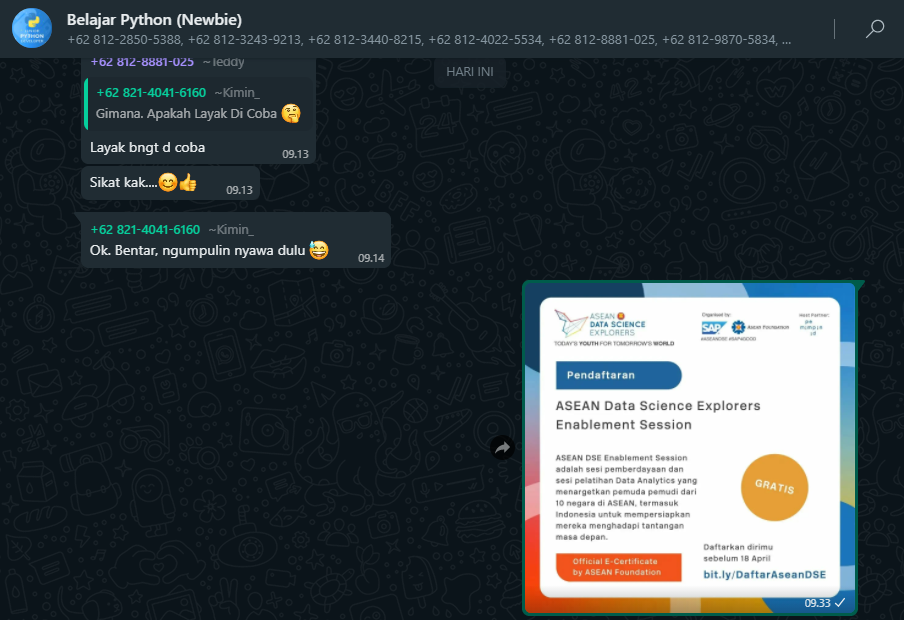 Belajar Python (Newbie)
+62 812-2850-5388, +62 812-3243-9213, +62 812-3440-8215, +62 812-4022-5534, +62 812-8881-025, +62 812-9870-5834, ...
+62 812-8881-025 ~Teddy
HARI INI
+62 821-4041-6160 ~Kimin_
Gimana. Apakah Layak Di Coba 🤔
Layak bngt d coba
09.13
Sikat kak....😊👍
09.13
+62 821-4041-6160 ~Kimin_
Ok. Bentar, ngumpulin nyawa dulu 😅
09.14
ASEAN
DATA SCIENCE
EXPLORERS
TODAY'S YOUTH FOR TOMORROW'S WORLD
Organised by:
SAP
Asean Foundation
#ASEANDSE #SAP4GOOD
Host Partner:
Pendaftaran
ASEAN Data Science Explorers
Enablement Session
ASEAN DSE Enablement Session
adalah sesi pemberdayaan dan
sesi pelatihan Data Analytics yang
menargetkan pemuda pemudi dari
10 negara di ASEAN, termasuk
Indonesia untuk mempersiapkan
mereka menghadapi tantangan
masa depan.
GRATIS
Official E-Certificate
by ASEAN Foundation
Daftarkan dirimu
sebelum 18 April
bit.ly/DaftarAseanDSE
09.33